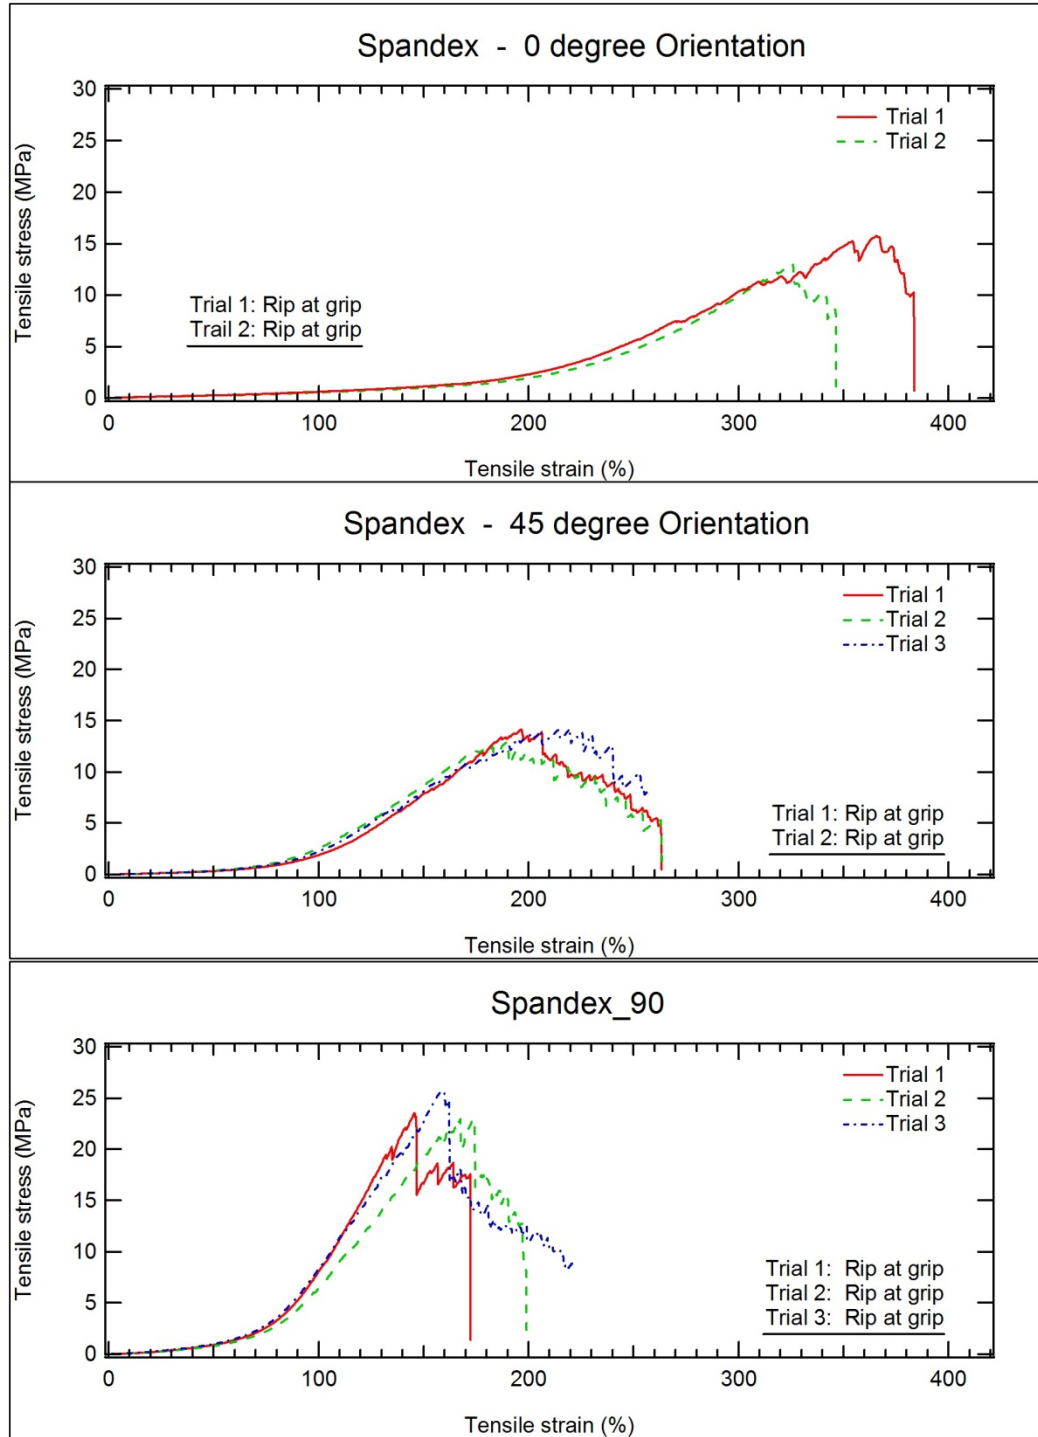 Spandex  -  0 degree Orientation
30
25
20
15
10
5
0
Tensile stress (MPa)
Trial 1
Trial 2
Trial 1: Rip at grip
Trail 2: Rip at grip
0 100 200 300 400
Tensile strain (%)
Spandex  -  45 degree Orientation
30
25
20
15
10
5
0
Tensile stress (MPa)
Trial 1
Trial 2
Trial 3
Trial 1: Rip at grip
Trial 2: Rip at grip
0 100 200 300 400
Tensile strain (%)
Spandex_90
30
25
20
15
10
5
0
Tensile stress (MPa)
Trial 1
Trial 2
Trial 3
Trial 1:  Rip at grip
Trial 2:  Rip at grip
Trial 3:  Rip at grip
0 100 200 300 400
Tensile strain (%)